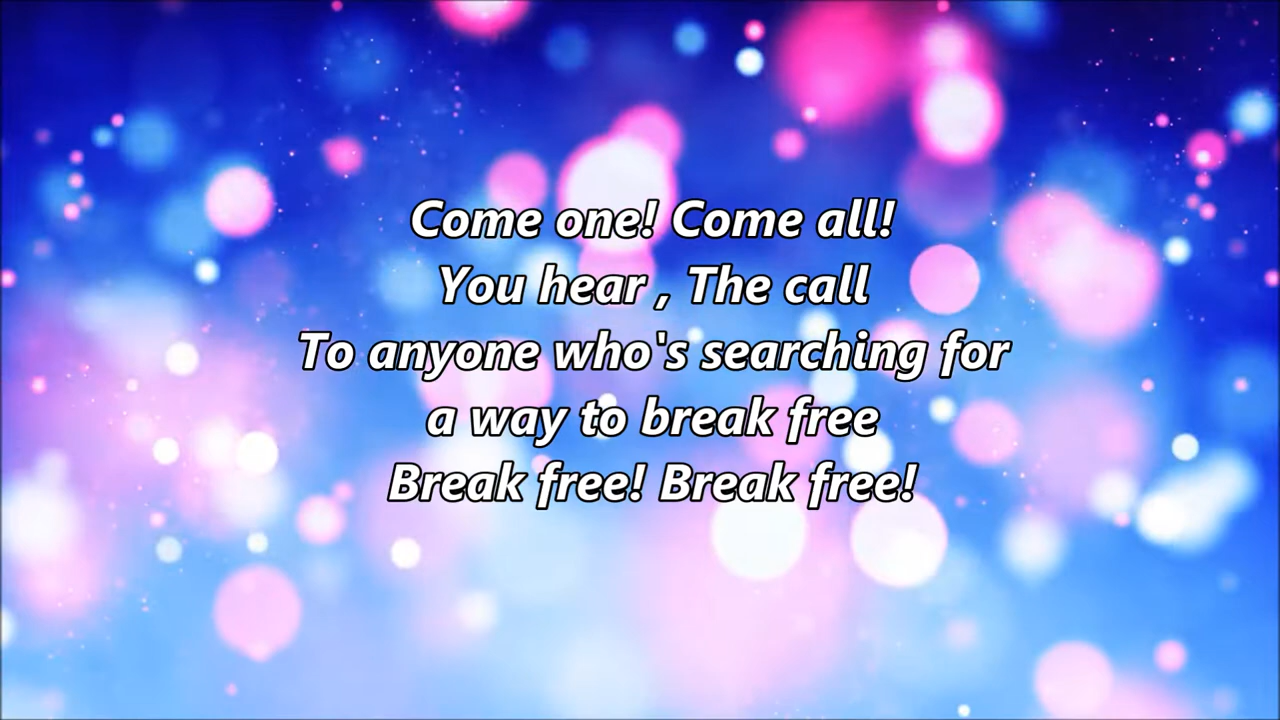 Come one! Come all!
You hear , The call
To anyone who's searching for
a way to break free
Break free! Break free!